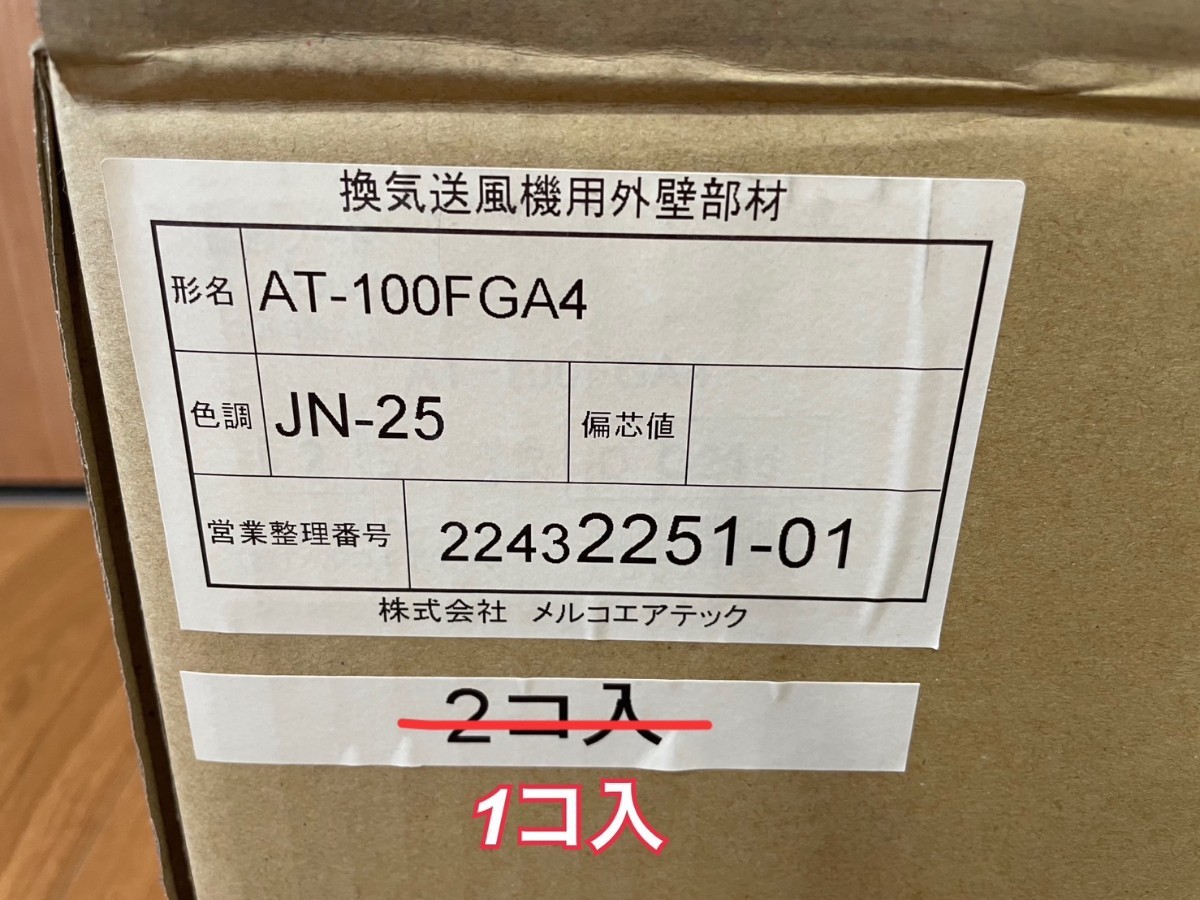 換気送風機用外壁部材
形名 AT-100FGA4
色調 JN-25 偏芯値
営業整理番号 22432251-01
株式会社 メルコエアテック
2コ入
1コ入